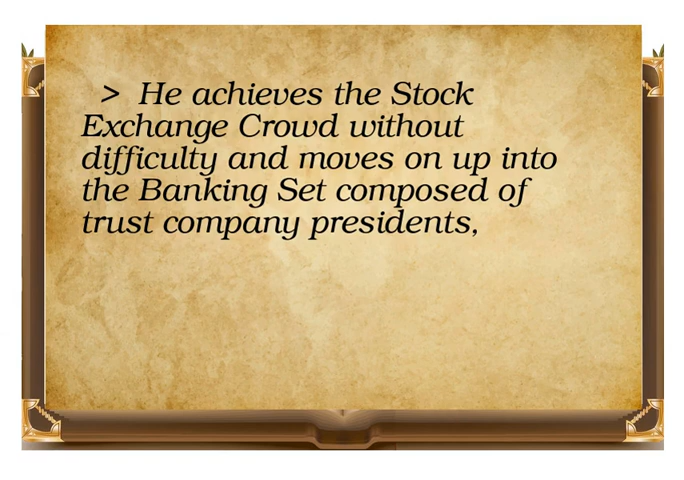 > He achieves the Stock
Exchange Crowd without
difficulty and moves on up into
the Banking Set composed of
trust company presidents,